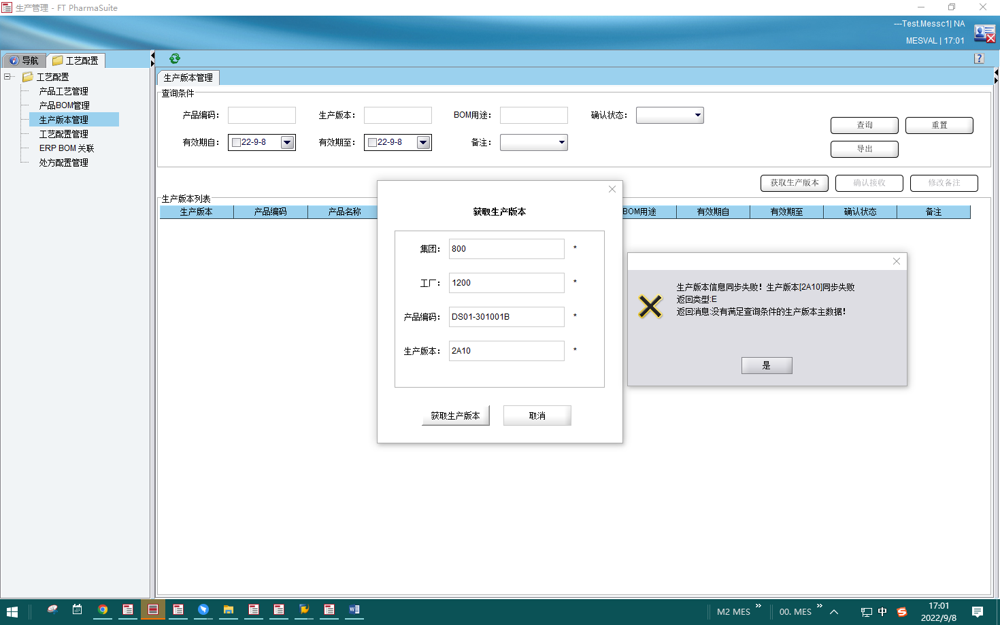 生产管理 - FT PharmaSuite
---Test.Messc1| NA
MESVAL | 17:01
导航
工艺配置
工艺配置
产品工艺管理
产品BOM管理
生产版本管理
工艺配置管理
ERP BOM 关联
处方配置管理
生产版本管理
查询条件
产品编码： 生产版本： BOM用途： 确认状态：
查询 重置
有效期自： 22-9-8 有效期至： 22-9-8 备注：
导出
获取生产版本 确认接收 修改备注
生产版本列表
生产版本 产品编码 产品名称 BOM用途 有效期自 有效期至 确认状态 备注
获取生产版本
集团： 800 *
工厂： 1200 *
产品编码： DS01-301001B *
生产版本： 2A10 *
获取生产版本 取消
生产版本信息同步失败！生产版本[2A10]同步失败
返回类型:E
返回消息:没有满足查询条件的生产版本主数据！
是
M2 MES
00. MES
中
17:01
2022/9/8